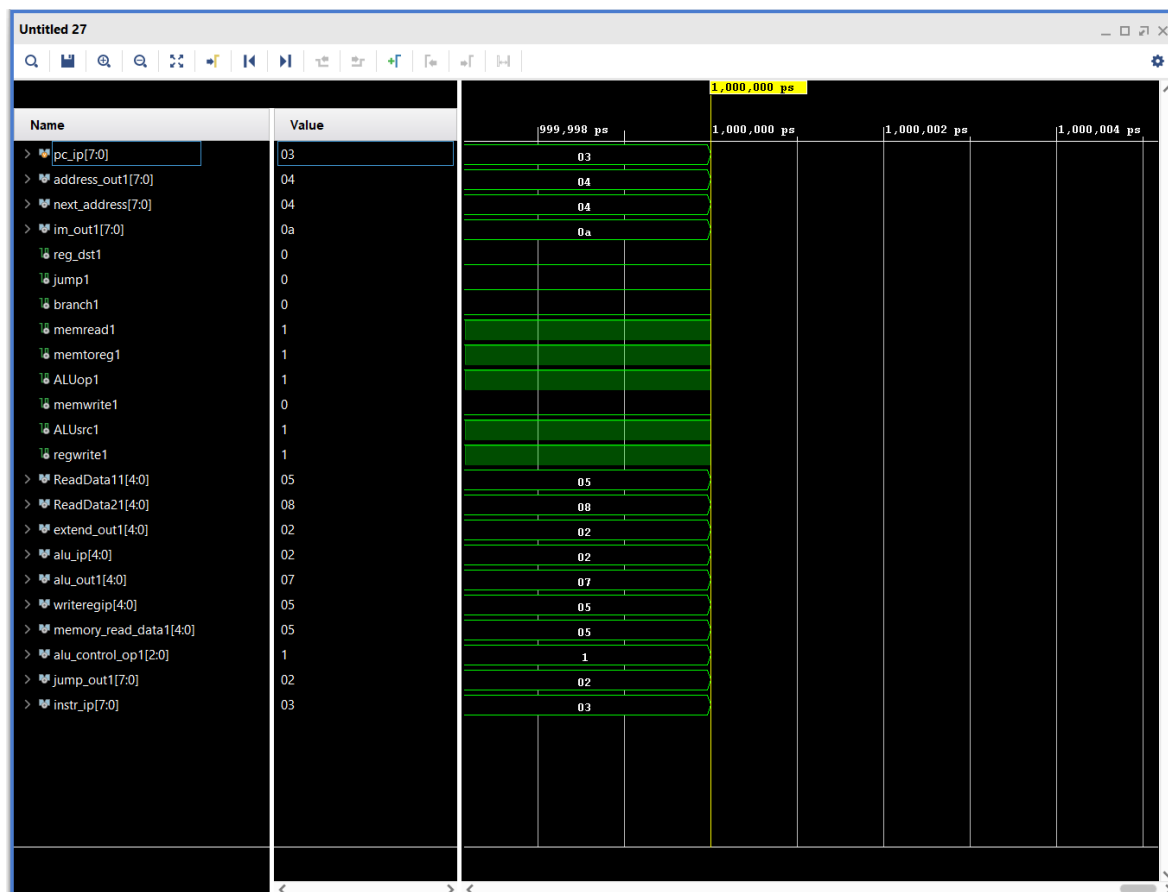 Untitled 27
1,000,000 ps
Name Value 999,998 ps 1,000,000 ps 1,000,002 ps 1,000,004 ps
pc_ip[7:0] 03 03
address_out1[7:0] 04 04
next_address[7:0] 04 04
im_out1[7:0] 0a 0a
reg_dst1 0
jump1 0
branch1 0
memread1 1
memtoreg1 1
ALUop1 1
memwrite1 0
ALUsrc1 1
regwrite1 1
ReadData11[4:0] 05 05
ReadData21[4:0] 08 08
extend_out1[4:0] 02 02
alu_ip[4:0] 02 02
alu_out1[4:0] 07 07
writeregip[4:0] 05 05
memory_read_data1[4:0] 05 05
alu_control_op1[2:0] 1 1
jump_out1[7:0] 02 02
instr_ip[7:0] 03 03